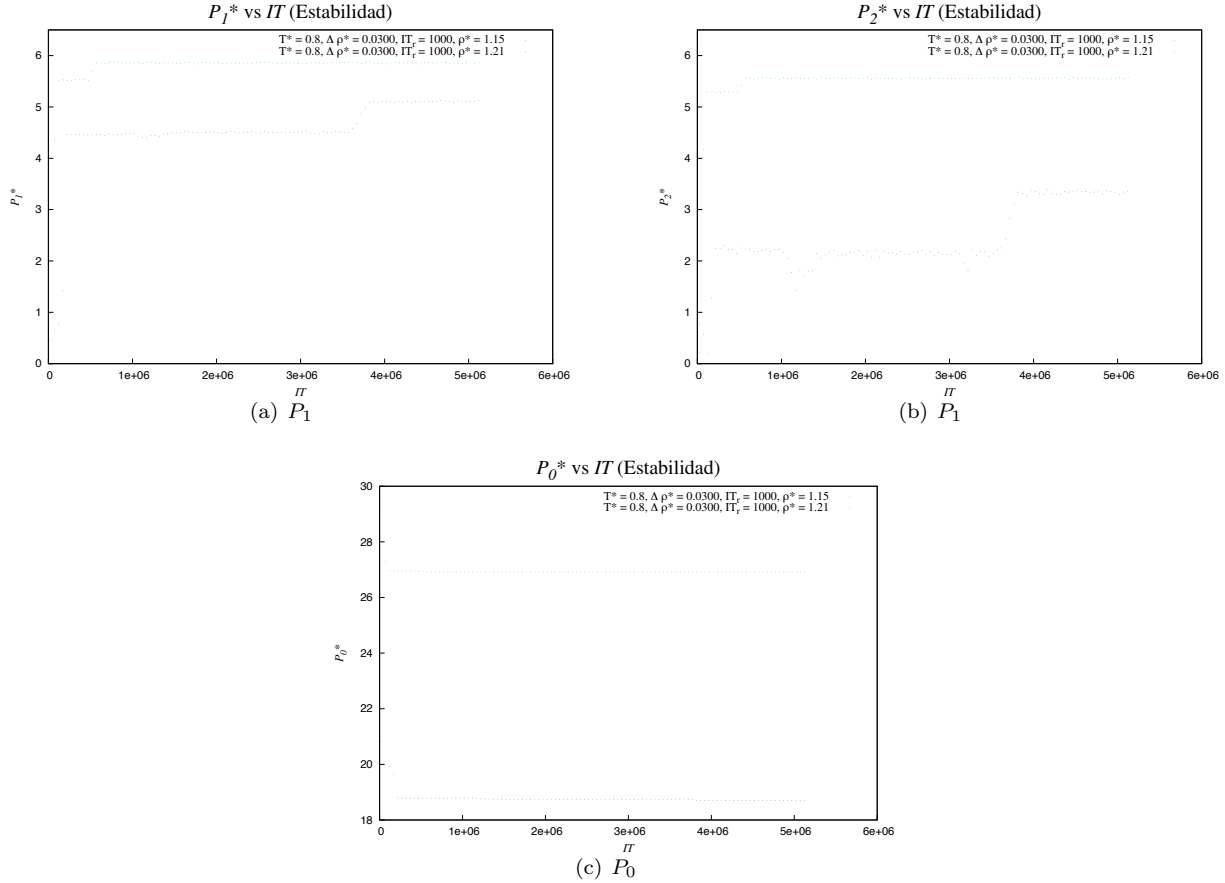 P1* vs IT (Estabilidad)
T* = 0.8, Δ ρ* = 0.0300, ITr = 1000, ρ* = 1.15
T* = 0.8, Δ ρ* = 0.0300, ITr = 1000, ρ* = 1.21
6
5
4
3
2
1
0
P1*
0 1e+06 2e+06 3e+06 4e+06 5e+06 6e+06
IT
(a) P1
P2* vs IT (Estabilidad)
T* = 0.8, Δ ρ* = 0.0300, ITr = 1000, ρ* = 1.15
T* = 0.8, Δ ρ* = 0.0300, ITr = 1000, ρ* = 1.21
6
5
4
3
2
1
0
P2*
0 1e+06 2e+06 3e+06 4e+06 5e+06 6e+06
IT
(b) P1
P0* vs IT (Estabilidad)
T* = 0.8, Δ ρ* = 0.0300, ITr = 1000, ρ* = 1.15
T* = 0.8, Δ ρ* = 0.0300, ITr = 1000, ρ* = 1.21
30
28
26
24
22
20
18
P0*
0 1e+06 2e+06 3e+06 4e+06 5e+06 6e+06
IT
(c) P0